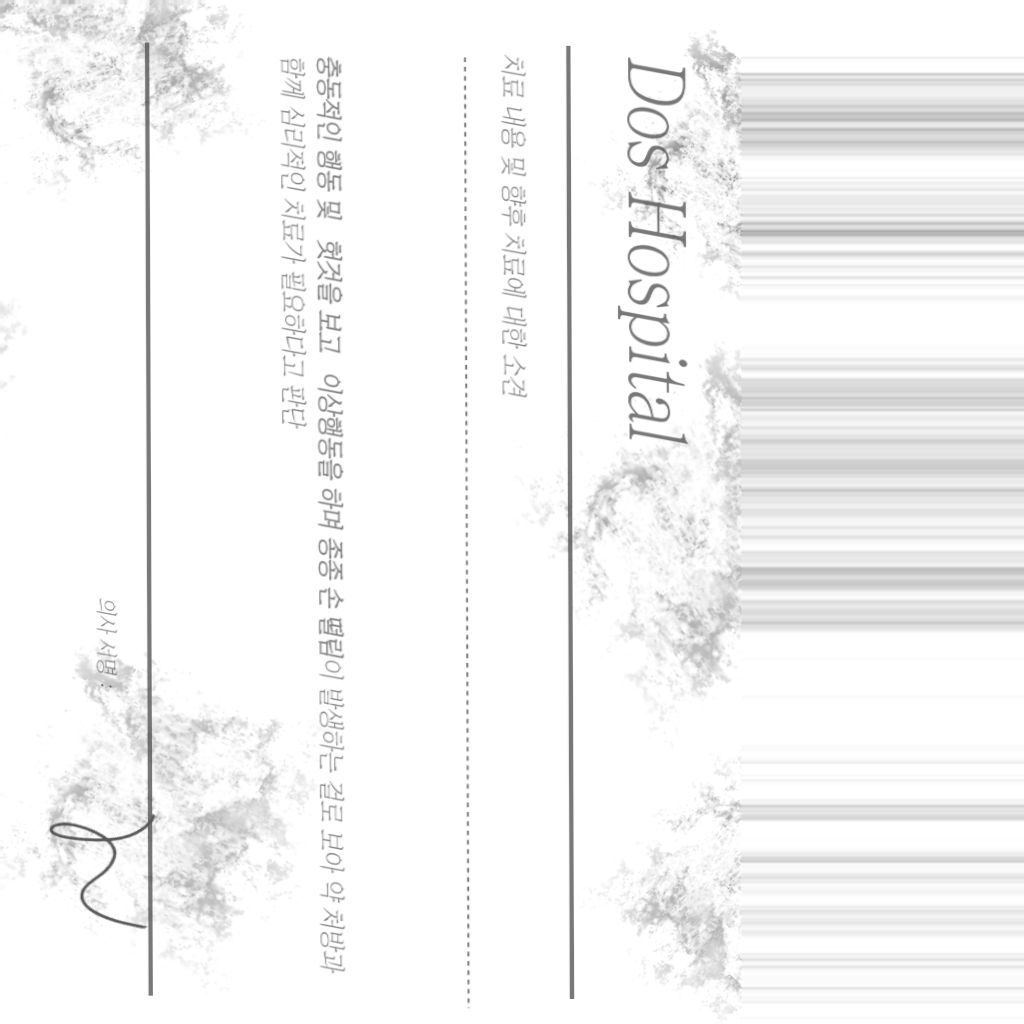 Dos Hospital
치료 내용 및 향후 치료에 대한 소견
충동적인 행동 및 헛것을 보고 이상행동을 하며 종종 손 떨림이 발생하는 걸로 보아 약 처방과
함께 심리적인 치료가 필요하다고 판단
의사 서명 :